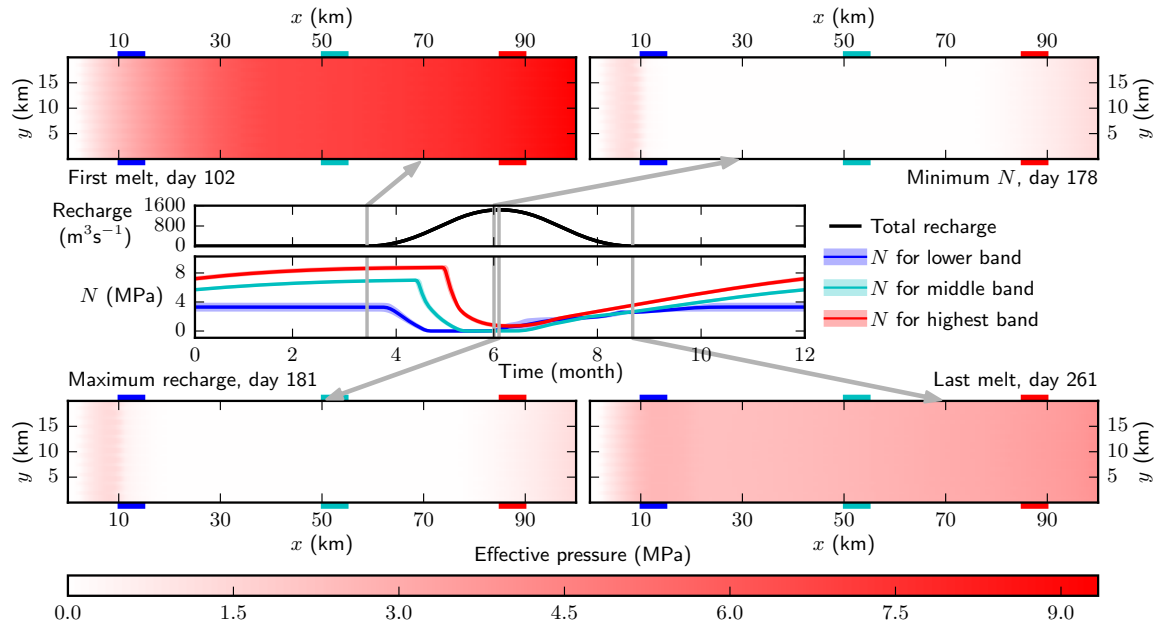 x (km)
x (km)
10 30 50 70 90
10 30 50 70 90
y (km)
15
10
5
15
10
5
y (km)
First melt, day 102
Minimum N, day 178
Recharge
(m³s⁻¹)
1600
800
0
N (MPa)
8
4
0
0 2 4 6 8 10 12
Time (month)
Total recharge
N for lower band
N for middle band
N for highest band
Maximum recharge, day 181
Last melt, day 261
y (km)
15
10
5
15
10
5
y (km)
10 30 50 70 90
10 30 50 70 90
x (km)
x (km)
Effective pressure (MPa)
0.0 1.5 3.0 4.5 6.0 7.5 9.0